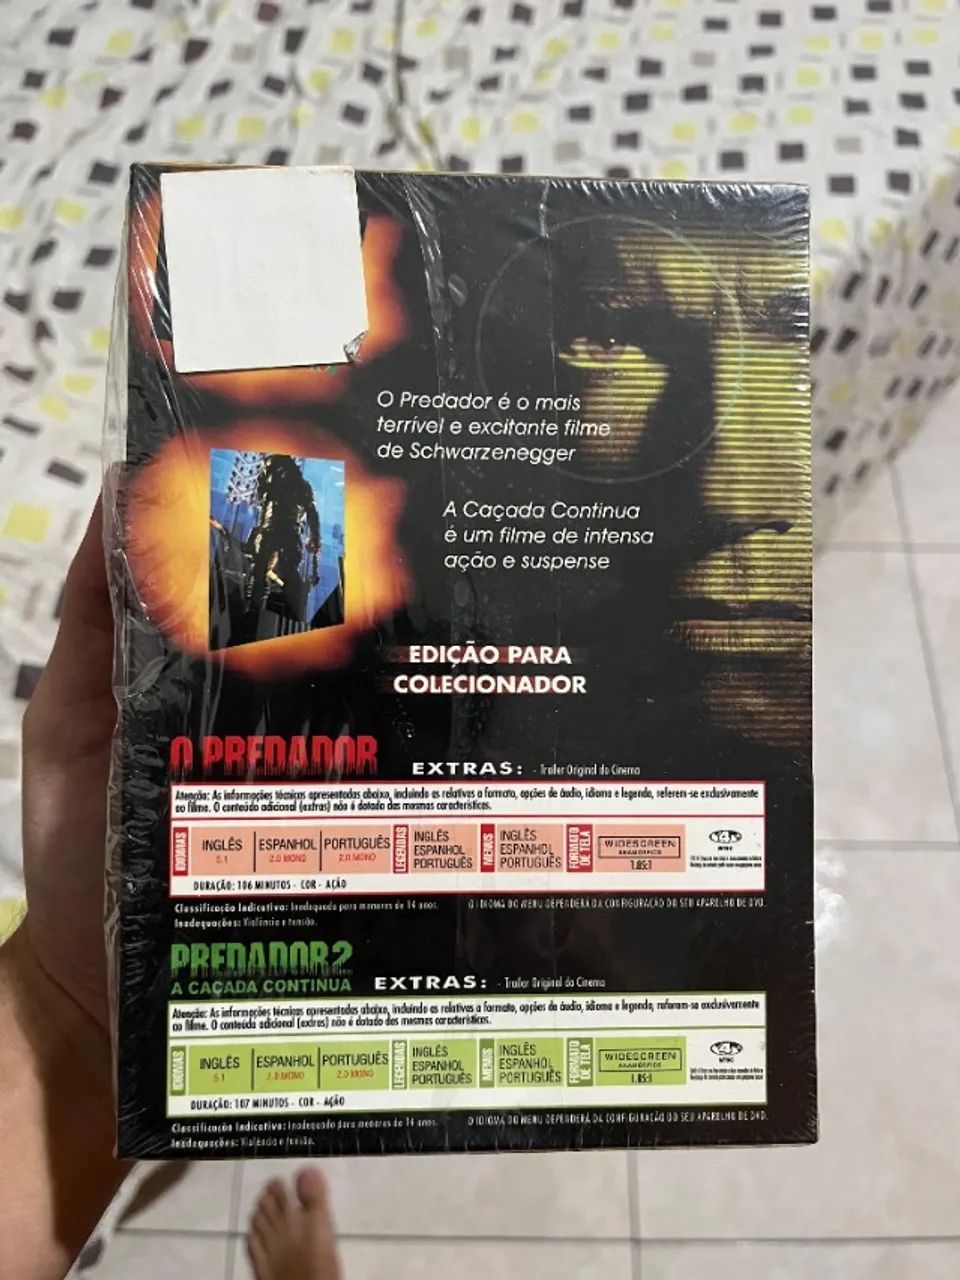 O Predador é o mais
terrível e excitante filme
de Schwarzenegger
A Caçada Continua
é um filme de intensa
ação e suspense
EDIÇÃO PARA
COLECIONADOR
O PREDADOR
EXTRAS: - Trailer Original do Cinema
Atenção: As informações técnicas apresentadas abaixo, incluindo as relativas a formato, opções de áudio, idioma e legenda, referem-se exclusivamente
ao filme. O conteúdo adicional (extras) não é dotado das mesmas características.
IDIOMAS
INGLÊS
5.1
ESPANHOL
2.0 MONO
PORTUGUÊS
2.0 MONO
LEGENDAS
INGLÊS
ESPANHOL
PORTUGUÊS
MENUS
INGLÊS
ESPANHOL
PORTUGUÊS
FORMATO
DE TELA
WIDESCREEN
ANAMÓRFICO
1.85:1
DURAÇÃO: 106 MINUTOS - COR - AÇÃO
Classificação Indicativa: Inadequada para menores de 14 anos.
Inadequações: Violência e tensão.
O IDIOMA DO MENU DEPENDERÁ DA CONFIGURAÇÃO DO SEU APARELHO DE DVD.
PREDADOR 2
A CAÇADA CONTINUA
EXTRAS: - Trailer Original do Cinema
Atenção: As informações técnicas apresentadas abaixo, incluindo as relativas a formato, opções de áudio, idioma e legenda, referem-se exclusivamente
ao filme. O conteúdo adicional (extras) não é dotado das mesmas características.
IDIOMAS
INGLÊS
5.1
ESPANHOL
2.0 MONO
PORTUGUÊS
2.0 MONO
LEGENDAS
INGLÊS
ESPANHOL
PORTUGUÊS
MENUS
INGLÊS
ESPANHOL
PORTUGUÊS
FORMATO
DE TELA
WIDESCREEN
ANAMÓRFICO
1.85:1
DURAÇÃO: 107 MINUTOS - COR - AÇÃO
Classificação Indicativa: Inadequada para menores de 14 anos.
Inadequações: Violência e tensão.
O IDIOMA DO MENU DEPENDERÁ DA CONFIGURAÇÃO DO SEU APARELHO DE DVD.